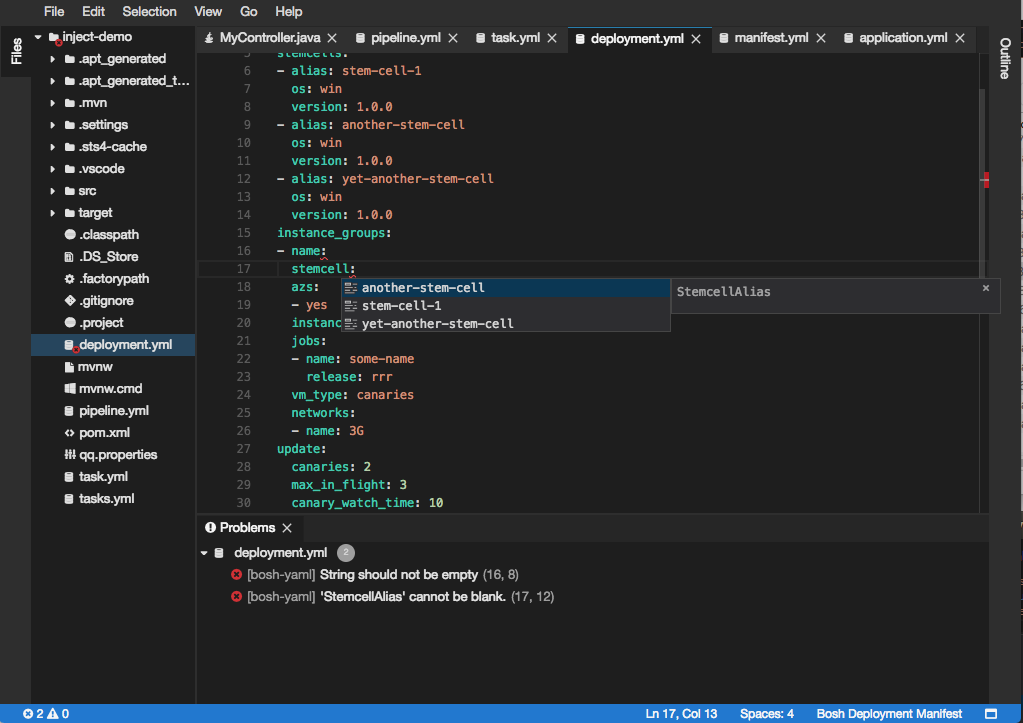 File Edit Selection View Go Help
Files
inject-demo
.apt_generated
.apt_generated_t...
.mvn
.settings
.sts4-cache
.vscode
src
target
.classpath
.DS_Store
.factorypath
.gitignore
.project
deployment.yml
mvnw
mvnw.cmd
pipeline.yml
pom.xml
qq.properties
task.yml
tasks.yml
MyController.java pipeline.yml task.yml deployment.yml manifest.yml application.yml
Outline
5 stemcells:
6 - alias: stem-cell-1
7 os: win
8 version: 1.0.0
9 - alias: another-stem-cell
10 os: win
11 version: 1.0.0
12 - alias: yet-another-stem-cell
13 os: win
14 version: 1.0.0
15 instance_groups:
16 - name:
17 stemcell:
18 azs:
19 - yes
20 instanc
21 jobs:
22 - name: some-name
23 release: rrr
24 vm_type: canaries
25 networks:
26 - name: 3G
27 update:
28 canaries: 2
29 max_in_flight: 3
30 canary_watch_time: 10
another-stem-cell
stem-cell-1
yet-another-stem-cell
StemcellAlias
Problems
deployment.yml 2
[bosh-yaml] String should not be empty (16, 8)
[bosh-yaml] 'StemcellAlias' cannot be blank. (17, 12)
2 0 Ln 17, Col 13 Spaces: 4 Bosh Deployment Manifest